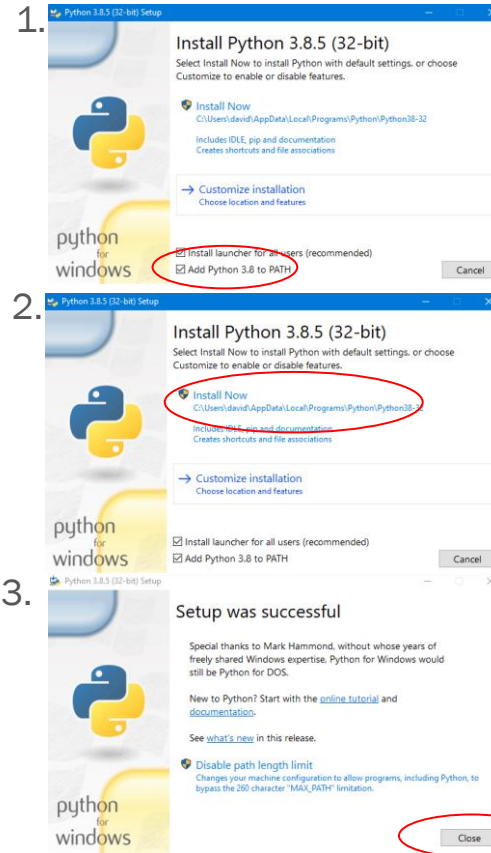 1.
Python 3.8.5 (32-bit) Setup
Install Python 3.8.5 (32-bit)
Select Install Now to install Python with default settings, or choose
Customize to enable or disable features.
Install Now
C:\Users\david\AppData\Local\Programs\Python\Python38-32
Includes IDLE, pip and documentation
Creates shortcuts and file associations
→ Customize installation
Choose location and features
Install launcher for all users (recommended)
Add Python 3.8 to PATH
Cancel
python
for
windows
2.
Python 3.8.5 (32-bit) Setup
Install Python 3.8.5 (32-bit)
Select Install Now to install Python with default settings, or choose
Customize to enable or disable features.
Install Now
C:\Users\david\AppData\Local\Programs\Python\Python38-32
Includes IDLE, pip and documentation
Creates shortcuts and file associations
→ Customize installation
Choose location and features
Install launcher for all users (recommended)
Add Python 3.8 to PATH
Cancel
python
for
windows
3.
Python 3.8.5 (32-bit) Setup
Setup was successful
Special thanks to Mark Hammond, without whose years of
freely shared Windows expertise, Python for Windows would
still be Python for DOS.
New to Python? Start with the online tutorial and
documentation.
See what's new in this release.
Disable path length limit
Changes your machine configuration to allow programs, including Python, to
bypass the 260 character "MAX_PATH" limitation.
Close
python
for
windows